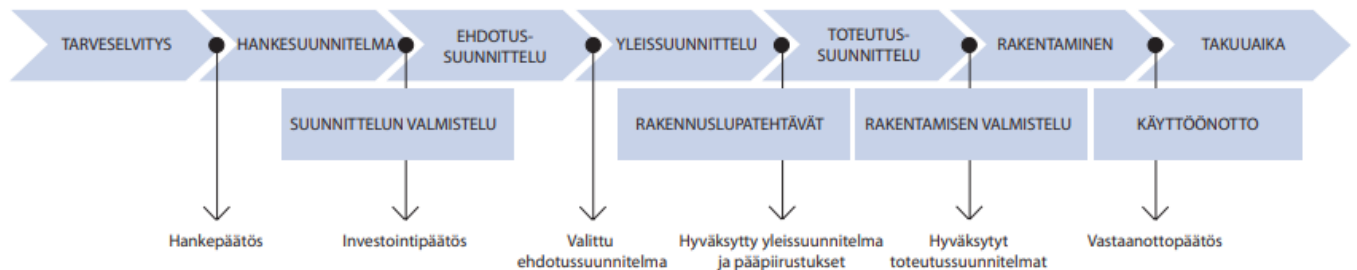 TARVESELVITYS
HANKESUUNNITELMA
EHDOTUS-
SUUNNITTELU
YLEISSUUNNITTELU
TOTEUTUS-
SUUNNITTELU
RAKENTAMINEN
TAKUUAIKA
SUUNNITTELUN VALMISTELU
RAKENNUSLUPATEHTÄVÄT
RAKENTAMISEN VALMISTELU
KÄYTTÖÖNOTTO
Hankepäätös
Investointipäätös
Valittu
ehdotussuunnitelma
Hyväksytty yleissuunnitelma
ja pääpiirustukset
Hyväksytyt
toteutussuunnitelmat
Vastaanottopäätös